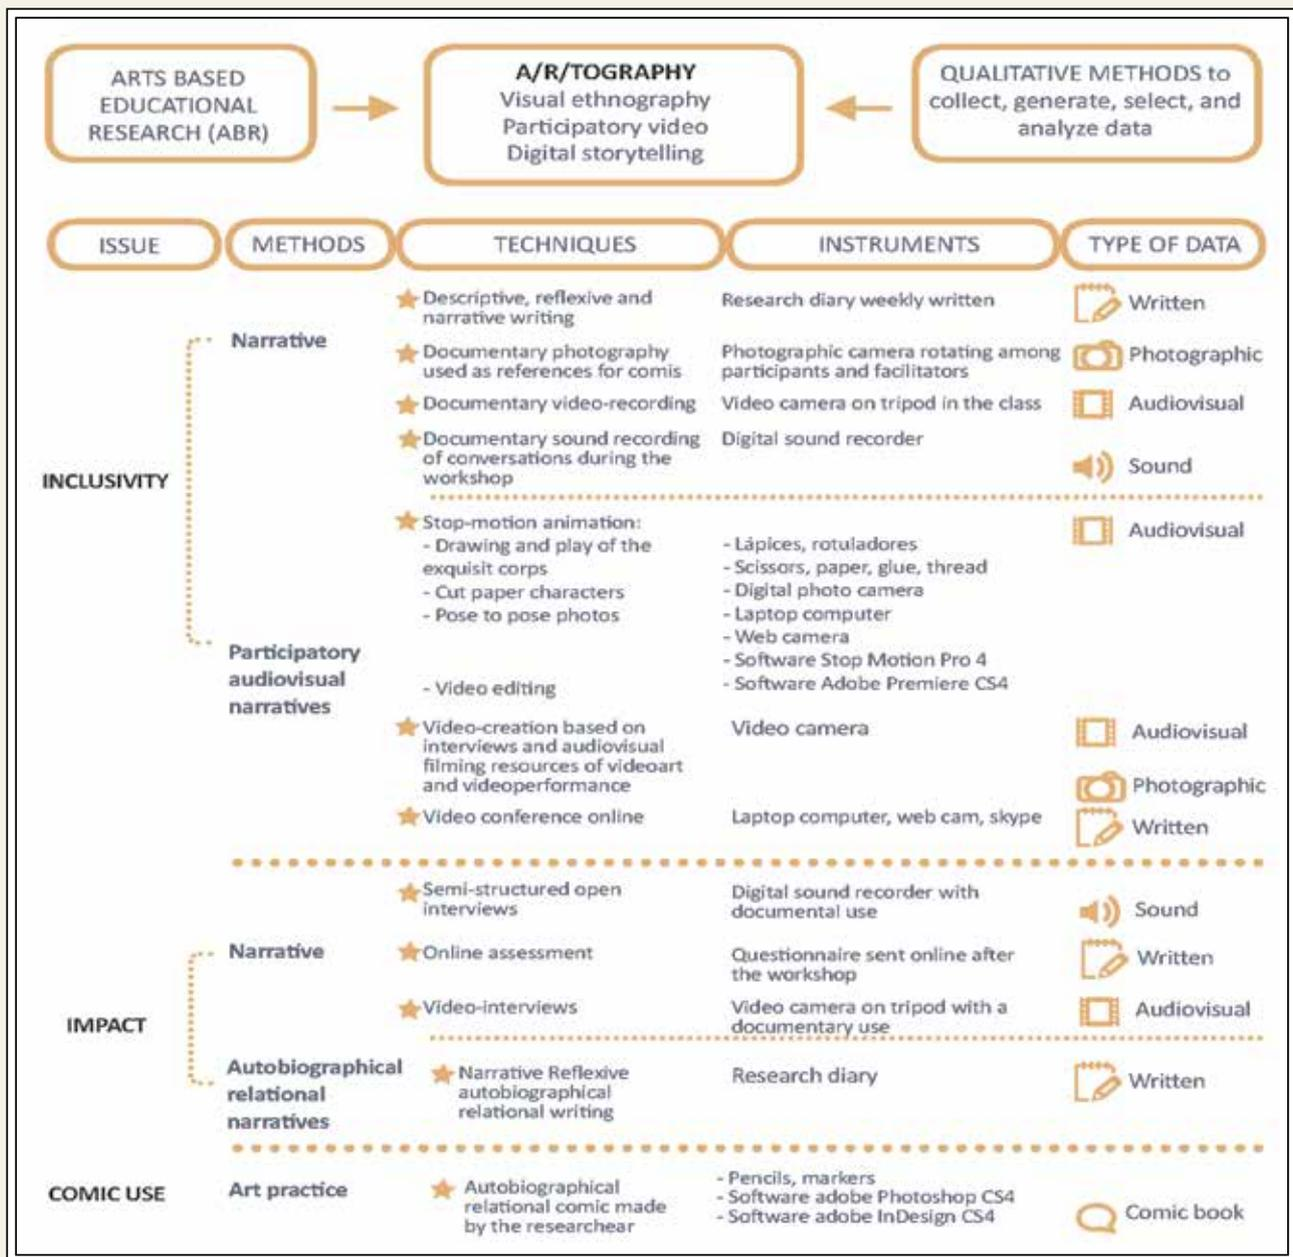 ARTS BASED
EDUCATIONAL
RESEARCH (ABR)
A/R/TOGRAPHY
Visual ethnography
Participatory video
Digital storytelling
QUALITATIVE METHODS to
collect, generate, select, and
analyze data
ISSUE
METHODS
TECHNIQUES
INSTRUMENTS
TYPE OF DATA
INCLUSIVITY
Narrative
Descriptive, reflexive and
narrative writing
Research diary weekly written
Written
Documentary photography
used as references for comis
Photographic camera rotating among
participants and facilitators
Photographic
Documentary video-recording
Video camera on tripod in the class
Audiovisual
Documentary sound recording
of conversations during the
workshop
Digital sound recorder
Sound
Participatory
audiovisual
narratives
Stop-motion animation:
- Drawing and play of the
exquisit corps
- Cut paper characters
- Pose to pose photos
- Video editing
- Lápices, rotuladores
- Scissors, paper, glue, thread
- Digital photo camera
- Laptop computer
- Web camera
- Software Stop Motion Pro 4
- Software Adobe Premiere CS4
Audiovisual
Video-creation based on
interviews and audiovisual
filming resources of videoart
and videoperformance
Video camera
Audiovisual
Photographic
Video conference online
Laptop computer, web cam, skype
Written
IMPACT
Narrative
Semi-structured open
interviews
Digital sound recorder with
documental use
Sound
Online assessment
Questionnaire sent online after
the workshop
Written
Video-interviews
Video camera on tripod with a
documentary use
Audiovisual
Autobiographical
relational
narratives
Narrative Reflexive
autobiographical
relational writing
Research diary
Written
COMIC USE
Art practice
Autobiographical
relational comic made
by the researchear
- Pencils, markers
- Software adobe Photoshop CS4
- Software adobe InDesign CS4
Comic book